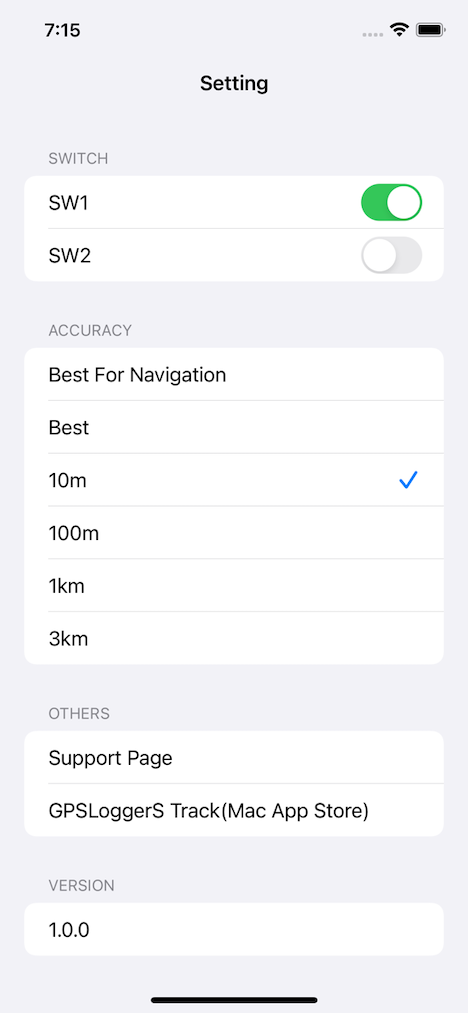 7:15
Setting
SWITCH
SW1
SW2
ACCURACY
Best For Navigation
Best
10m
100m
1km
3km
OTHERS
Support Page
GPSLoggerS Track(Mac App Store)
VERSION
1.0.0